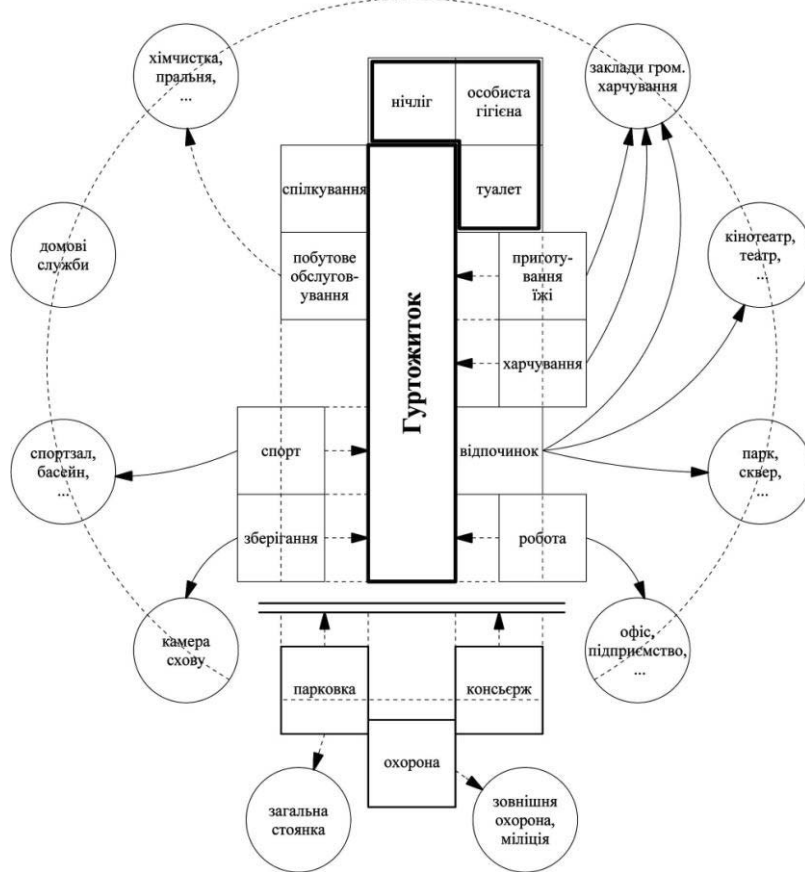 хімчистка,
пральня,
...
заклади гром.
харчування
нічліг
особиста
гігієна
спілкування
туалет
домові
служби
побутове
обслугов-
ування
Гуртожиток
приготу-
вання
їжі
кінотеатр,
театр,
...
харчування
спортзал,
басейн,
...
спорт
відпочинок
парк,
сквер,
...
зберігання
робота
камера
схову
офіс,
підприємство,
...
парковка
консьєрж
охорона
загальна
стоянка
зовнішня
охорона,
міліція